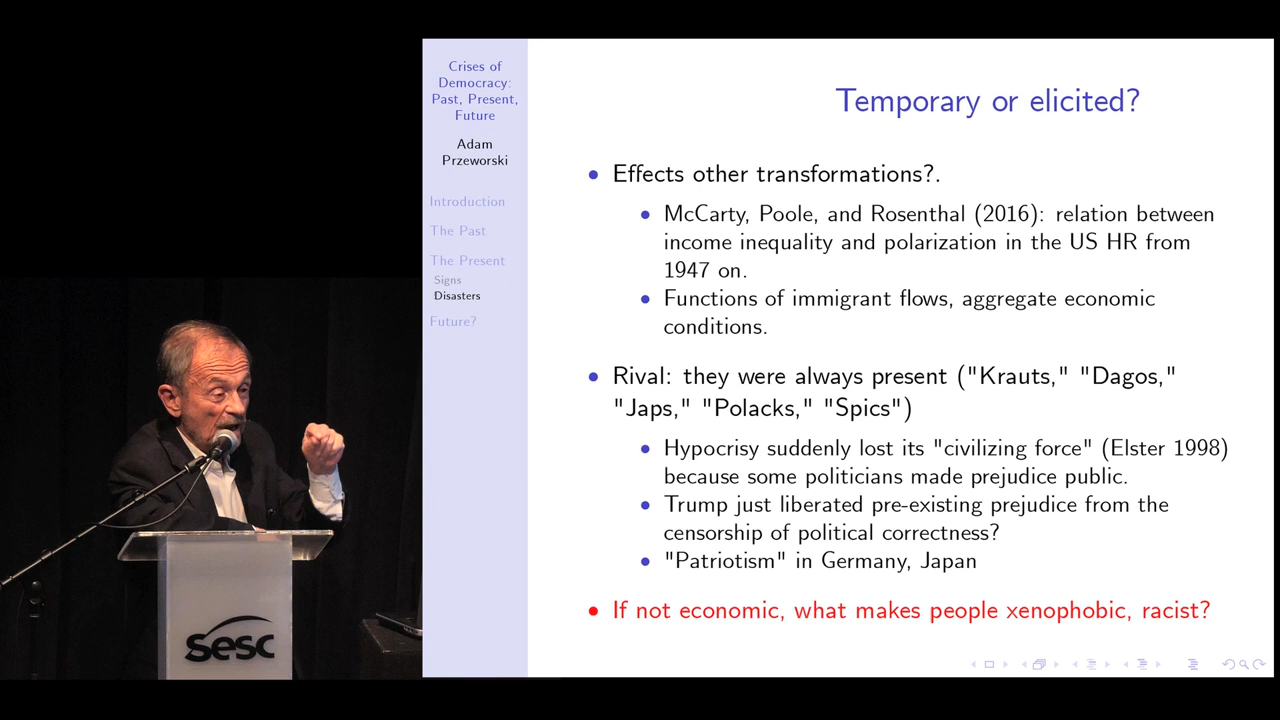 Crises of
Democracy:
Past, Present,
Future
Adam
Przeworski
Introduction
The Past
The Present
Signs
Disasters
Future?
Temporary or elicited?
• Effects other transformations?.
• McCarty, Poole, and Rosenthal (2016): relation between
income inequality and polarization in the US HR from
1947 on.
• Functions of immigrant flows, aggregate economic
conditions.
• Rival: they were always present ("Krauts," "Dagos,"
"Japs," "Polacks," "Spics")
• Hypocrisy suddenly lost its "civilizing force" (Elster 1998)
because some politicians made prejudice public.
• Trump just liberated pre-existing prejudice from the
censorship of political correctness?
• "Patriotism" in Germany, Japan
• If not economic, what makes people xenophobic, racist?
sesc